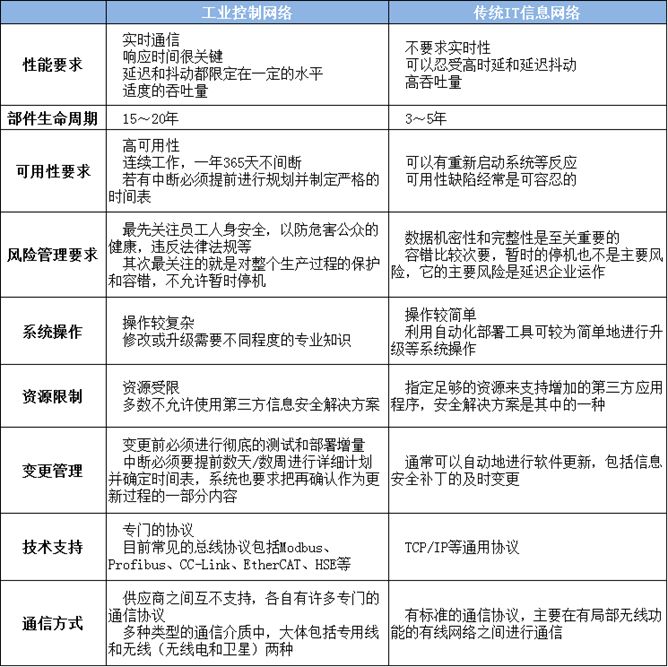 工业控制网络 传统IT信息网络
性能要求
实时通信
响应时间很关键
延迟和抖动都限定在一定的水平
适度的吞吐量
不要求实时性
可以忍受高时延和延迟抖动
高吞吐量
部件生命周期 15～20年 3～5年
可用性要求
高可用性
连续工作，一年365天不间断
若有中断必须提前进行规划并制定严格的
时间表
可以有重新启动系统等反应
可用性缺陷经常是可容忍的
风险管理要求
最先关注员工人身安全，以防危害公众的
健康，违反法律法规等
其次最关注的就是对整个生产过程的保护
和容错，不允许暂时停机
数据机密性和完整性是至关重要的
容错比较次要，暂时的停机也不是主要风
险，它的主要风险是延迟企业运作
系统操作
操作较复杂
修改或升级需要不同程度的专业知识
操作较简单
利用自动化部署工具可较为简单地进行升
级等系统操作
资源限制
资源受限
多数不允许使用第三方信息安全解决方案
指定足够的资源来支持增加的第三方应用
程序，安全解决方案是其中的一种
变更管理
变更前必须进行彻底的测试和部署增量
中断必须要提前数天/数周进行详细计划
并确定时间表，系统也要求把再确认作为更
新过程的一部分内容
通常可以自动地进行软件更新，包括信息
安全补丁的及时变更
技术支持
专门的协议
目前常见的总线协议包括Modbus、
Profibus、CC-Link、EtherCAT、HSE等
TCP/IP等通用协议
通信方式
供应商之间互不支持，各自有许多专门的
通信协议
多种类型的通信介质中，大体包括专用线
和无线（无线电和卫星）两种
有标准的通信协议，主要在有局部无线功
能的有线网络之间进行通信